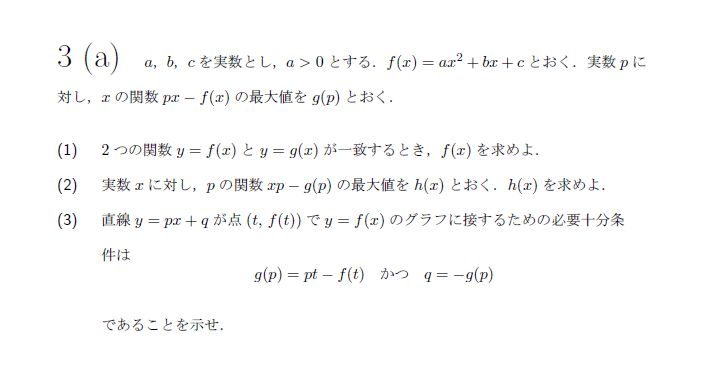 3 (a) a, b, c を実数とし，a > 0 とする．f(x) = ax² + bx + c とおく．実数 p に
対し，x の関数 px − f(x) の最大値を g(p) とおく．
(1) 2 つの関数 y = f(x) と y = g(x) が一致するとき，f(x) を求めよ．
(2) 実数 x に対し，p の関数 xp − g(p) の最大値を h(x) とおく．h(x) を求めよ．
(3) 直線 y = px + q が点 (t, f(t)) で y = f(x) のグラフに接するための必要十分条
件は
g(p) = pt − f(t) かつ q = −g(p)
であることを示せ．